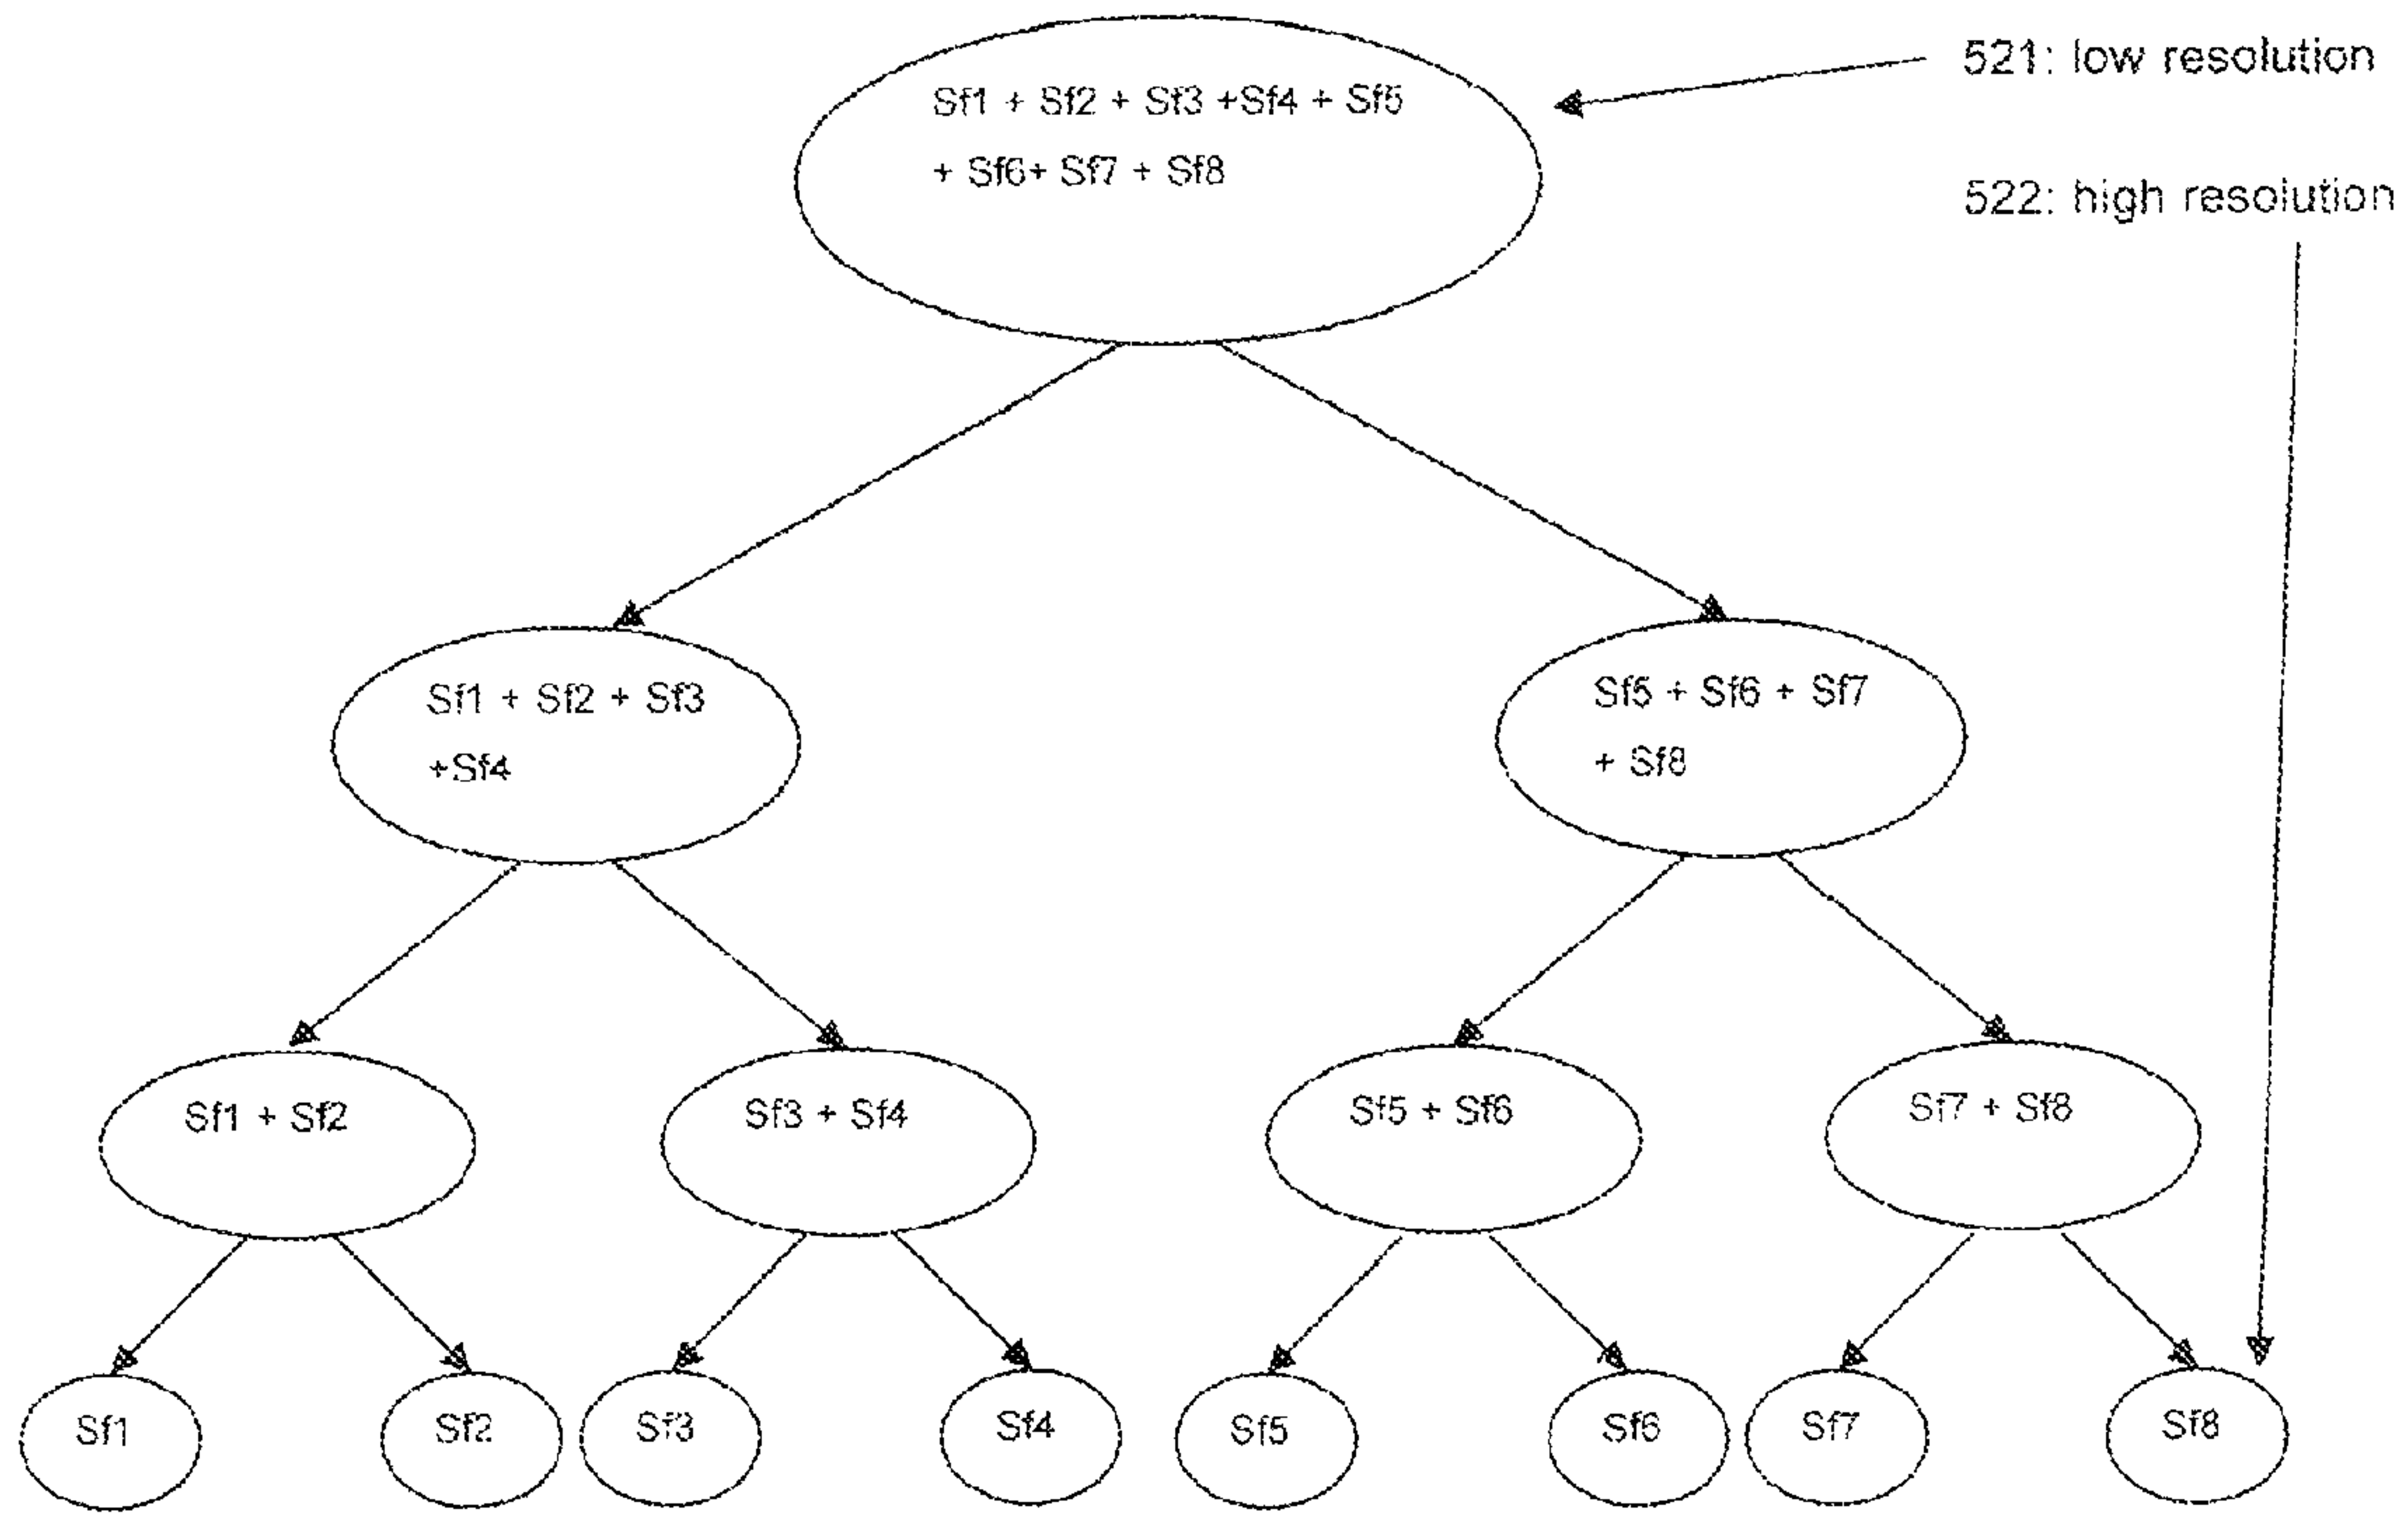 521: low resolution
Sf1 + Sf2 + Sf3 +Sf4 + Sf5
+ Sf6+ Sf7 + Sf8
522: high resolution
Sf1 + Sf2 + Sf3
+Sf4
Sf5 + Sf6 + Sf7
+ Sf8
Sf1 + Sf2
Sf3 + Sf4
Sf5 + Sf6
Sf7 + Sf8
Sf1
Sf2
Sf3
Sf4
Sf5
Sf6
Sf7
Sf8